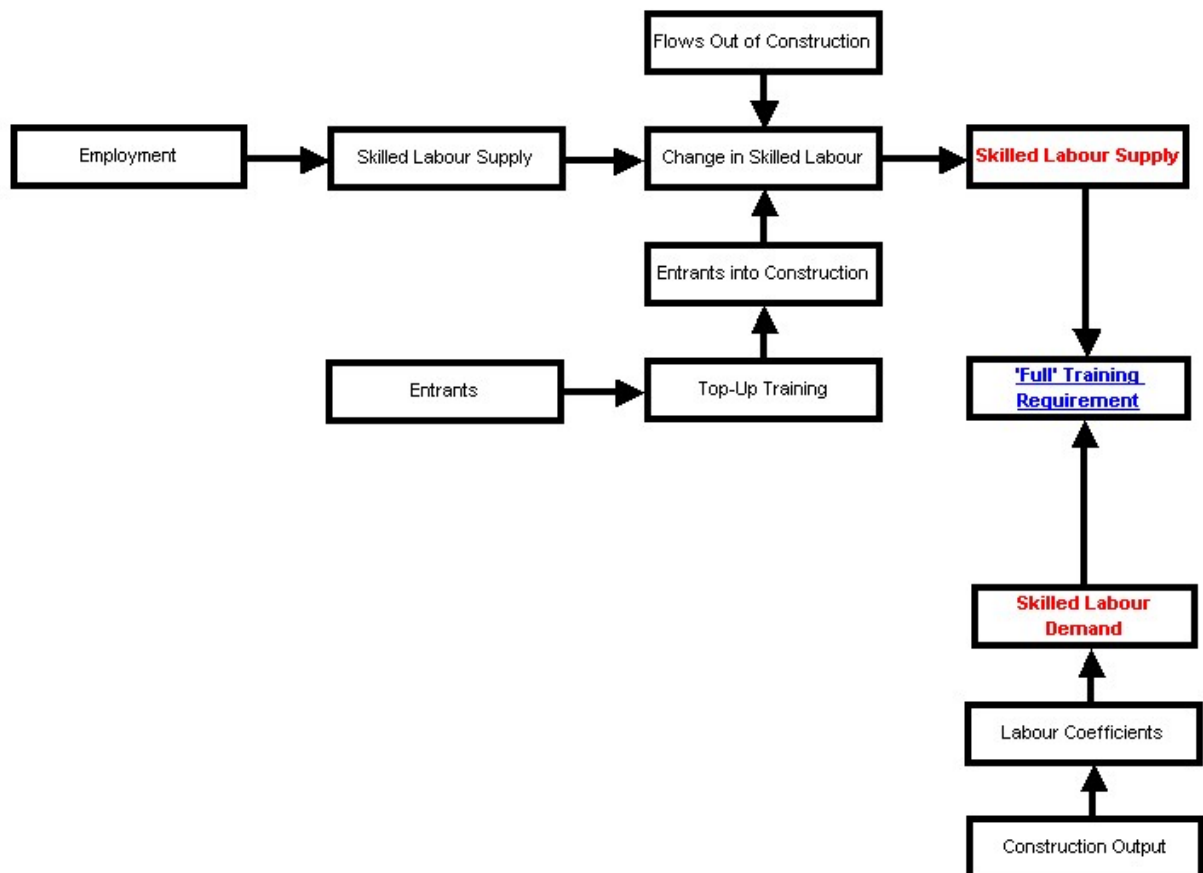 Flows Out of Construction
Employment
Skilled Labour Supply
Change in Skilled Labour
Skilled Labour Supply
Entrants into Construction
Entrants
Top-Up Training
'Full' Training
Requirement
Skilled Labour
Demand
Labour Coefficients
Construction Output